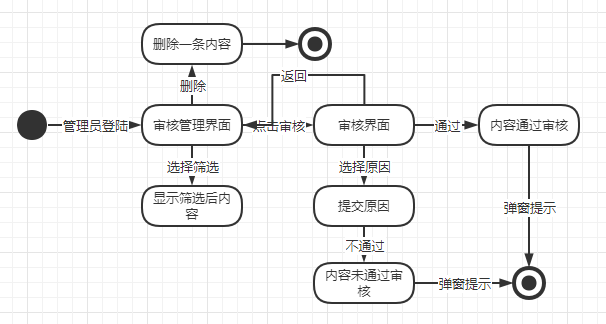 删除一条内容
返回
删除
管理员登陆
审核管理界面
点击审核
审核界面
通过
内容通过审核
选择筛选
选择原因
显示筛选后内
容
提交原因
弹窗提示
不通过
内容未通过审
核
弹窗提示